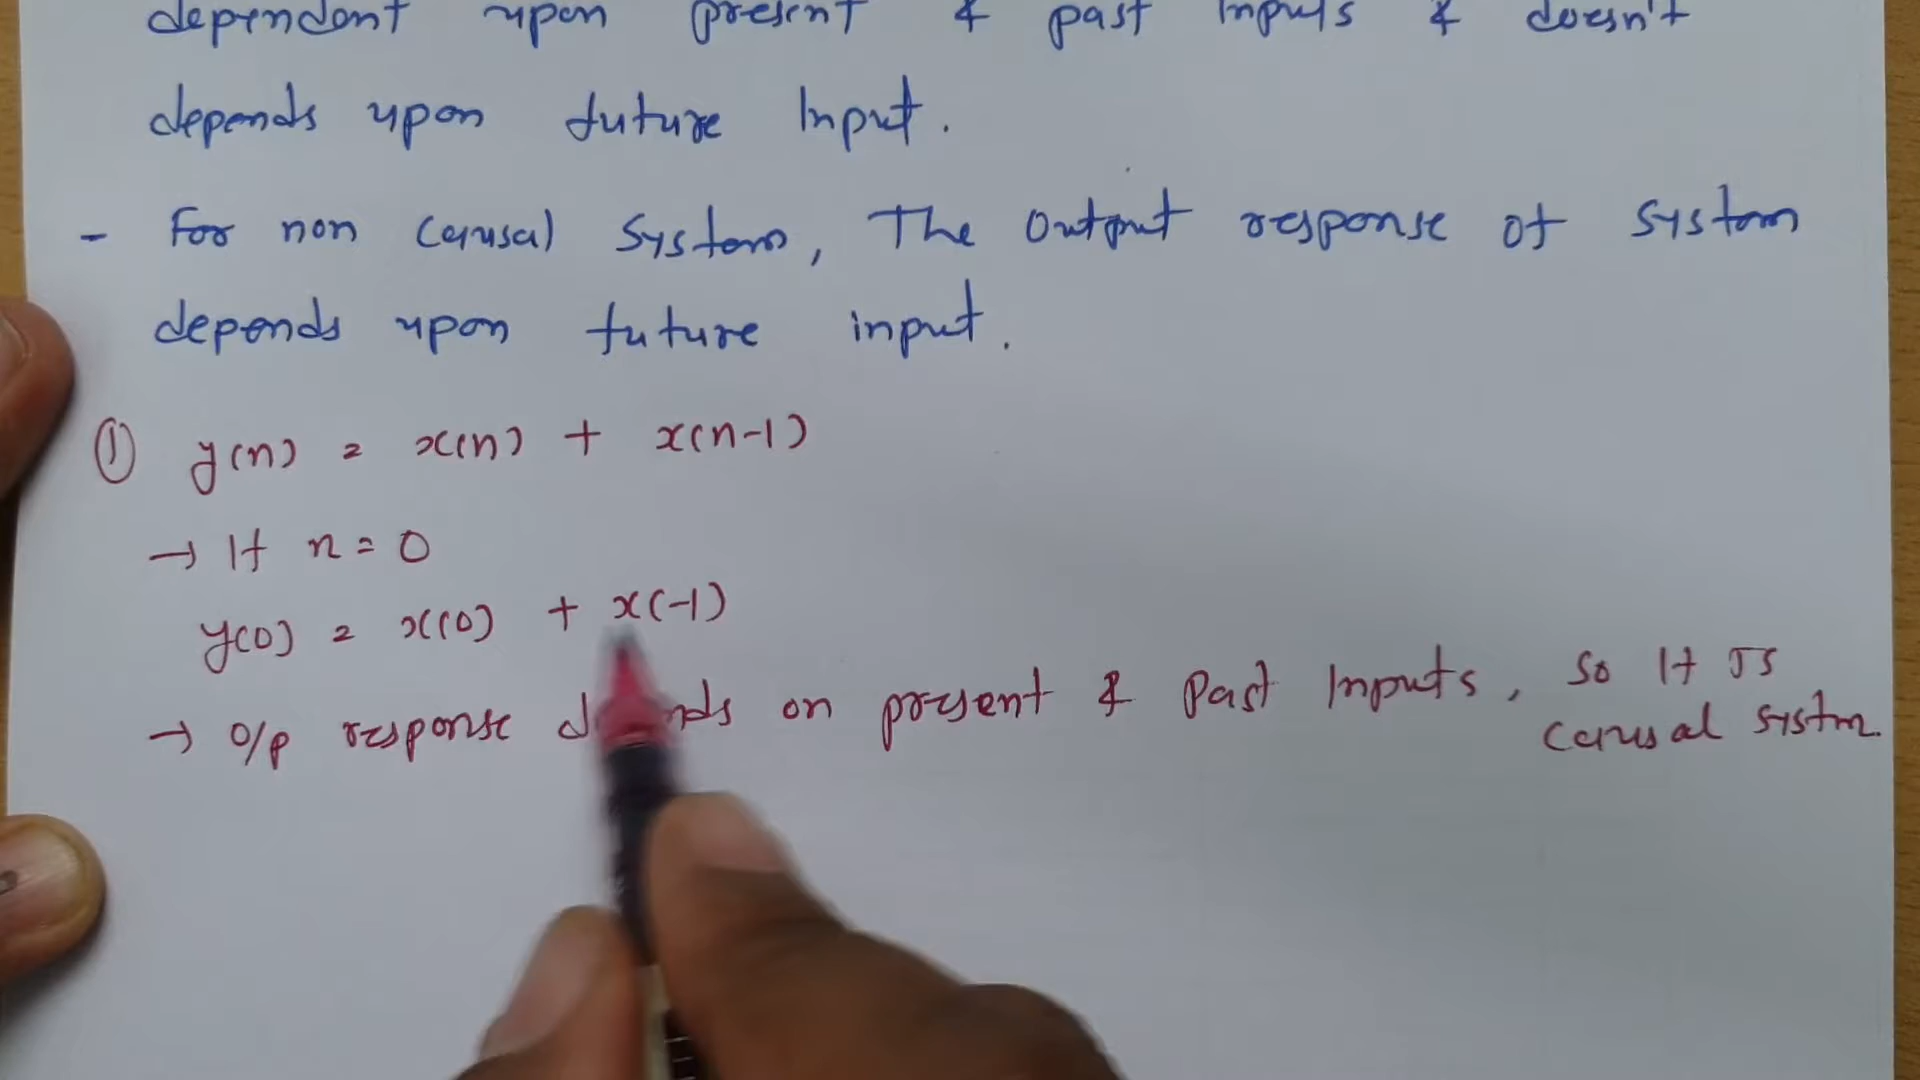 dependent upon present & past Inputs & doesn't
depends upon future Input.
- For non Causal System, The Output response of system
depends upon future input.
① y(n) = x(n) + x(n-1)
→ If n = 0
y(0) = x(0) + x(-1)
→ O/P response depends on present & Past Inputs, So It Is
Causal System.